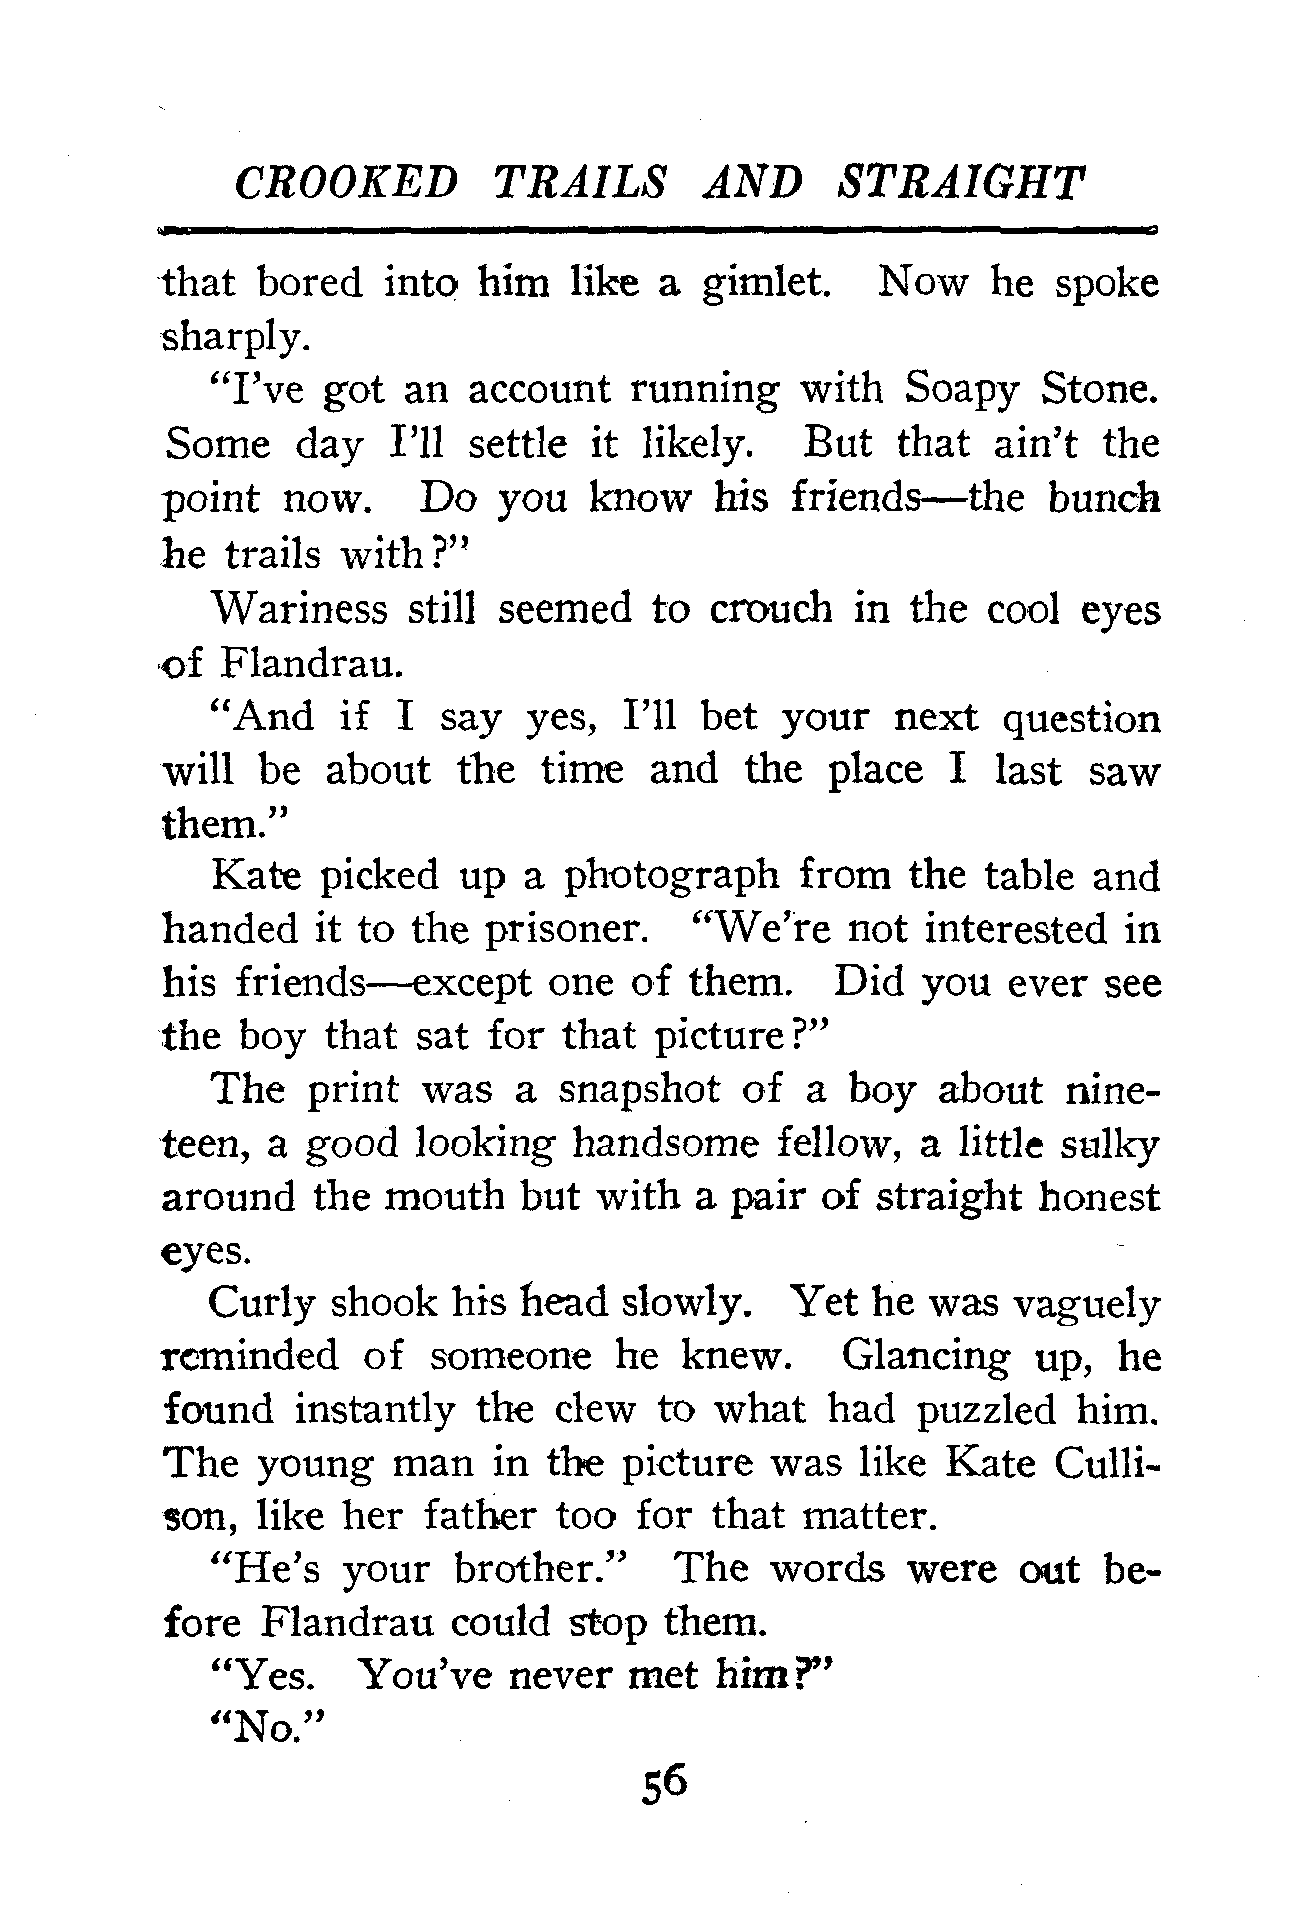 CROOKED TRAILS AND STRAIGHT
that bored into him like a gimlet. Now he spoke
sharply.
"I've got an account running with Soapy Stone.
Some day I'll settle it likely. But that ain't the
point now. Do you know his friends—the bunch
he trails with?"
Wariness still seemed to crouch in the cool eyes
of Flandrau.
"And if I say yes, I'll bet your next question
will be about the time and the place I last saw
them."
Kate picked up a photograph from the table and
handed it to the prisoner. "We're not interested in
his friends—except one of them. Did you ever see
the boy that sat for that picture?"
The print was a snapshot of a boy about nine-
teen, a good looking handsome fellow, a little sulky
around the mouth but with a pair of straight honest
eyes.
Curly shook his head slowly. Yet he was vaguely
reminded of someone he knew. Glancing up, he
found instantly the clew to what had puzzled him.
The young man in the picture was like Kate Culli-
son, like her father too for that matter.
"He's your brother." The words were out be-
fore Flandrau could stop them.
"Yes. You've never met him?"
"No."
56